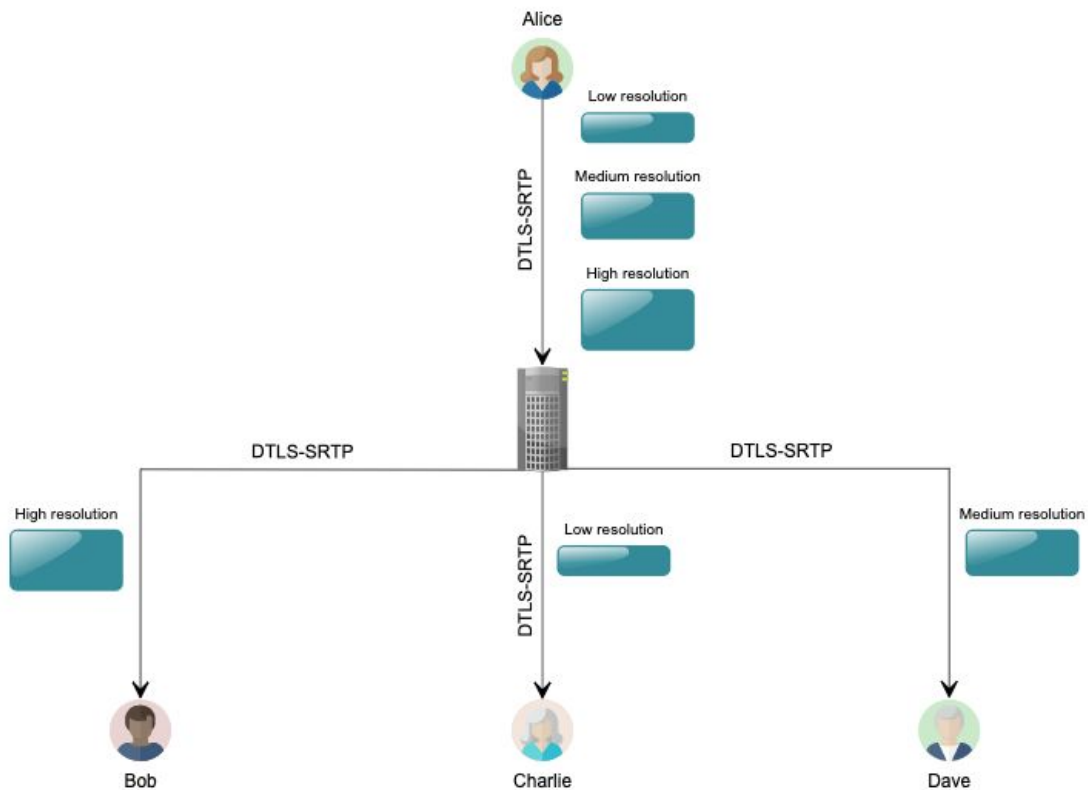 Alice
Low resolution
Medium resolution
DTLS-SRTP
High resolution
DTLS-SRTP
DTLS-SRTP
High resolution
Low resolution
Medium resolution
DTLS-SRTP
Bob
Charlie
Dave